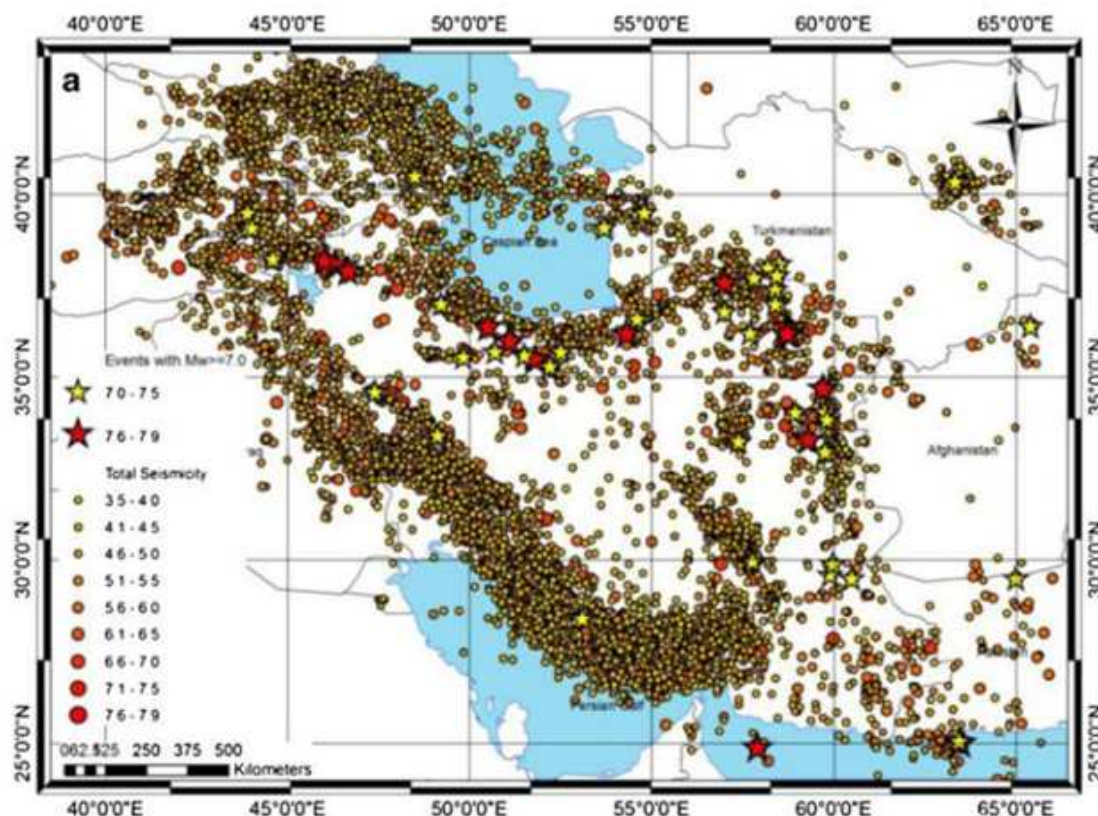 40°0'0"E 45°0'0"E 50°0'0"E 55°0'0"E 60°0'0"E 65°0'0"E
a
N
40°0'0"N
40°0'0"N
Caspian Sea
Turkmenistan
35°0'0"N
35°0'0"N
Events with Mw>=7.0
70-75
76-79
Afghanistan
Total Seismicity
35-40
41-45
46-50
51-55
56-60
61-65
66-70
71-75
76-79
30°0'0"N
30°0'0"N
Persian Gulf
25°0'0"N
25°0'0"N
250 375 500
Kilometers
40°0'0"E 45°0'0"E 50°0'0"E 55°0'0"E 60°0'0"E 65°0'0"E